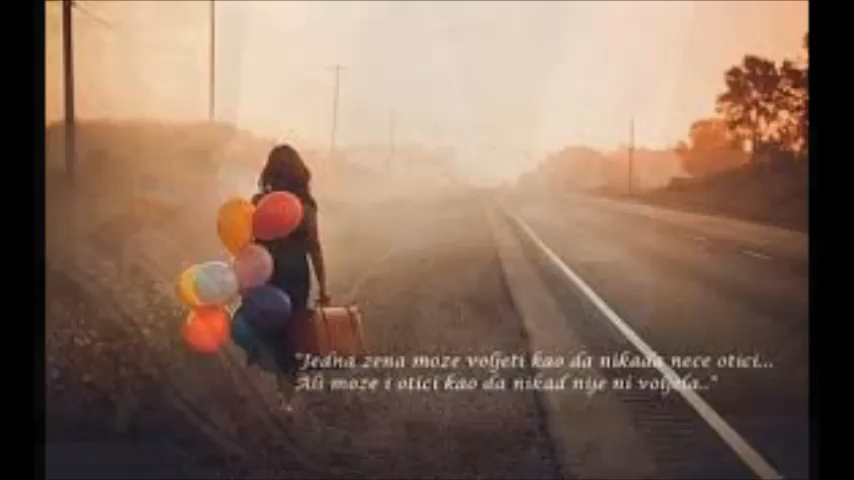 "Jedna zena moze voljeti kao da nikada nece otici...
Ali moze i otici kao da nikad nije ni voljela.."